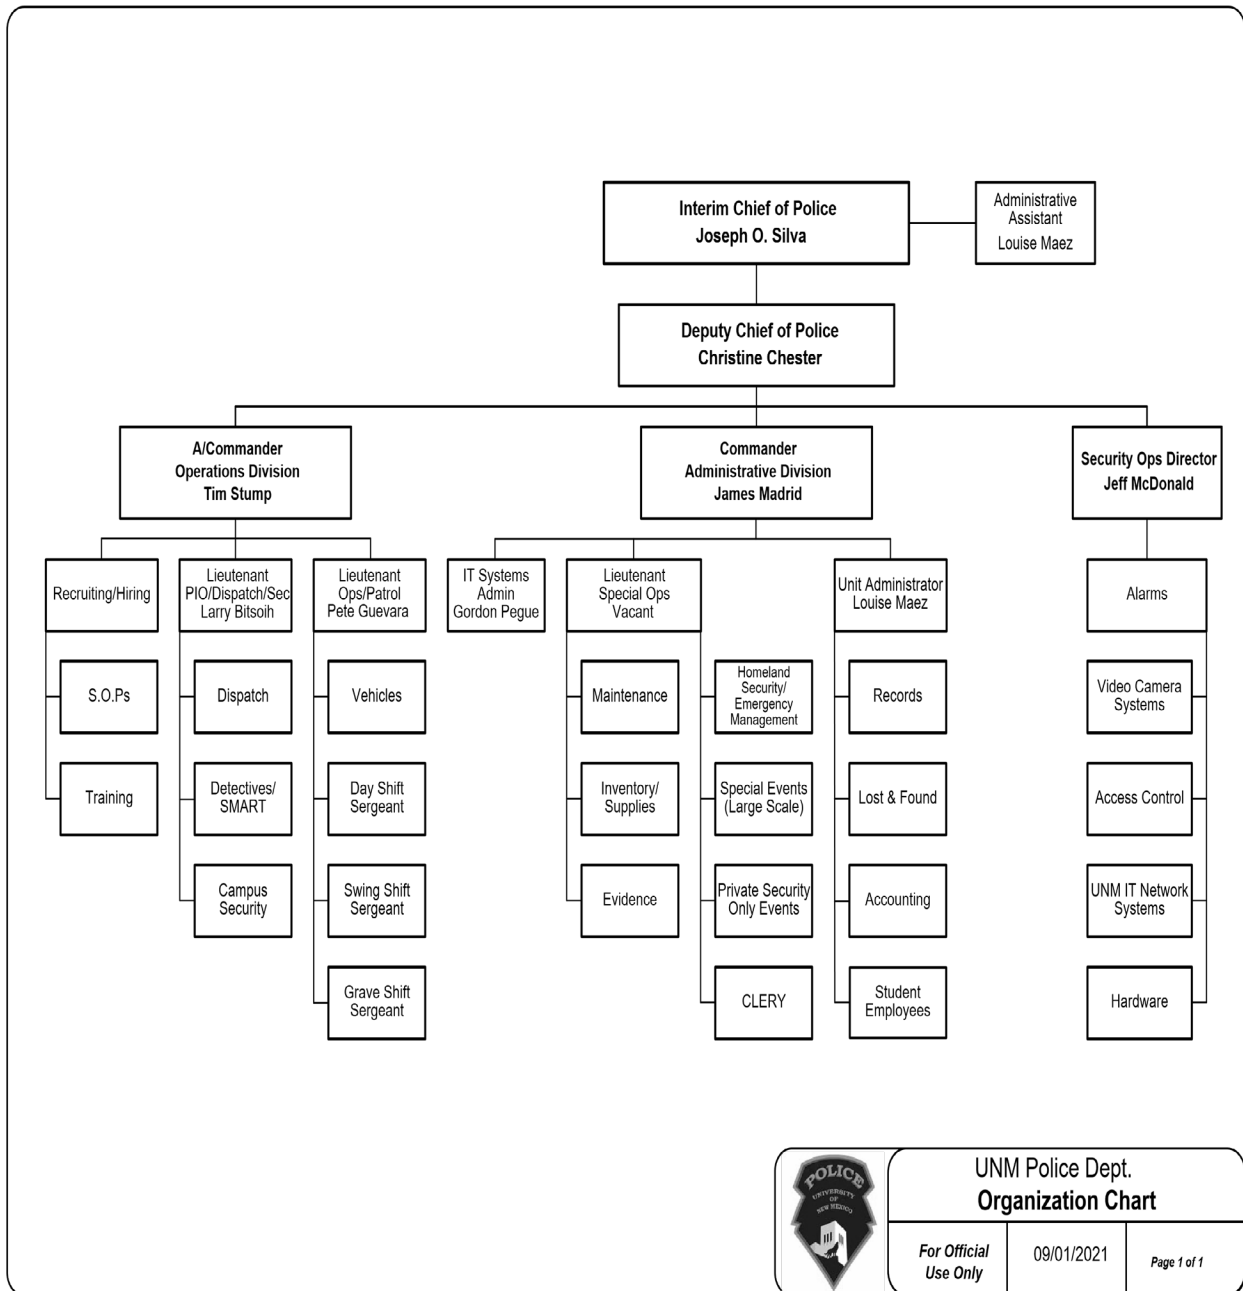 Interim Chief of Police
Joseph O. Silva
Administrative
Assistant
Louise Maez
Deputy Chief of Police
Christine Chester
A/Commander
Operations Division
Tim Stump
Commander
Administrative Division
James Madrid
Security Ops Director
Jeff McDonald
Recruiting/Hiring
Lieutenant
PIO/Dispatch/Sec
Larry Bitsoih
Lieutenant
Ops/Patrol
Pete Guevara
IT Systems
Admin
Gordon Pegue
Lieutenant
Special Ops
Vacant
Unit Administrator
Louise Maez
Alarms
S.O.Ps
Dispatch
Vehicles
Maintenance
Homeland
Security/
Emergency
Management
Records
Video Camera
Systems
Training
Detectives/
SMART
Day Shift
Sergeant
Inventory/
Supplies
Special Events
(Large Scale)
Lost & Found
Access Control
Campus
Security
Swing Shift
Sergeant
Evidence
Private Security
Only Events
Accounting
UNM IT Network
Systems
Grave Shift
Sergeant
CLERY
Student
Employees
Hardware
POLICE
UNIVERSITY
OF
NEW MEXICO
UNM Police Dept.
Organization Chart
For Official
Use Only
09/01/2021
Page 1 of 1